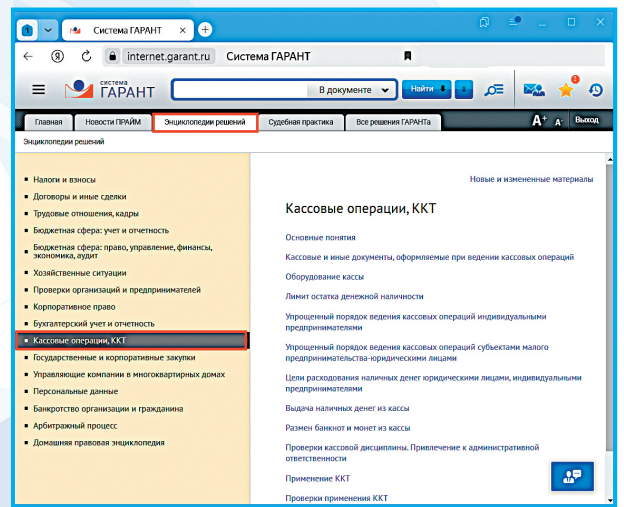 Система ГАРАНТ
internet.garant.ru Система ГАРАНТ
система
ГАРАНТ
В документе
Найти
Главная
Новости ПРАЙМ
Энциклопедии решений
Судебная практика
Все решения ГАРАНТа
A+ A-
Выход
Энциклопедии решений
Налоги и взносы
Договоры и иные сделки
Трудовые отношения, кадры
Бюджетная сфера: учет и отчетность
Бюджетная сфера: право, управление, финансы,
экономика, аудит
Хозяйственные ситуации
Проверки организаций и предпринимателей
Корпоративное право
Бухгалтерский учет и отчетность
Кассовые операции, ККТ
Государственные и корпоративные закупки
Управляющие компании в многоквартирных домах
Персональные данные
Банкротство организации и гражданина
Арбитражный процесс
Домашняя правовая энциклопедия
Новые и измененные материалы
Кассовые операции, ККТ
Основные понятия
Кассовые и иные документы, оформляемые при ведении кассовых операций
Оборудование кассы
Лимит остатка денежной наличности
Упрощенный порядок ведения кассовых операций индивидуальными
предпринимателями
Упрощенный порядок ведения кассовых операций субъектами малого
предпринимательства-юридическими лицами
Цели расходования наличных денег юридическими лицами, индивидуальными
предпринимателями
Выдача наличных денег из кассы
Размен банкнот и монет из кассы
Проверки кассовой дисциплины. Привлечение к административной
ответственности
Применение ККТ
Проверки применения ККТ